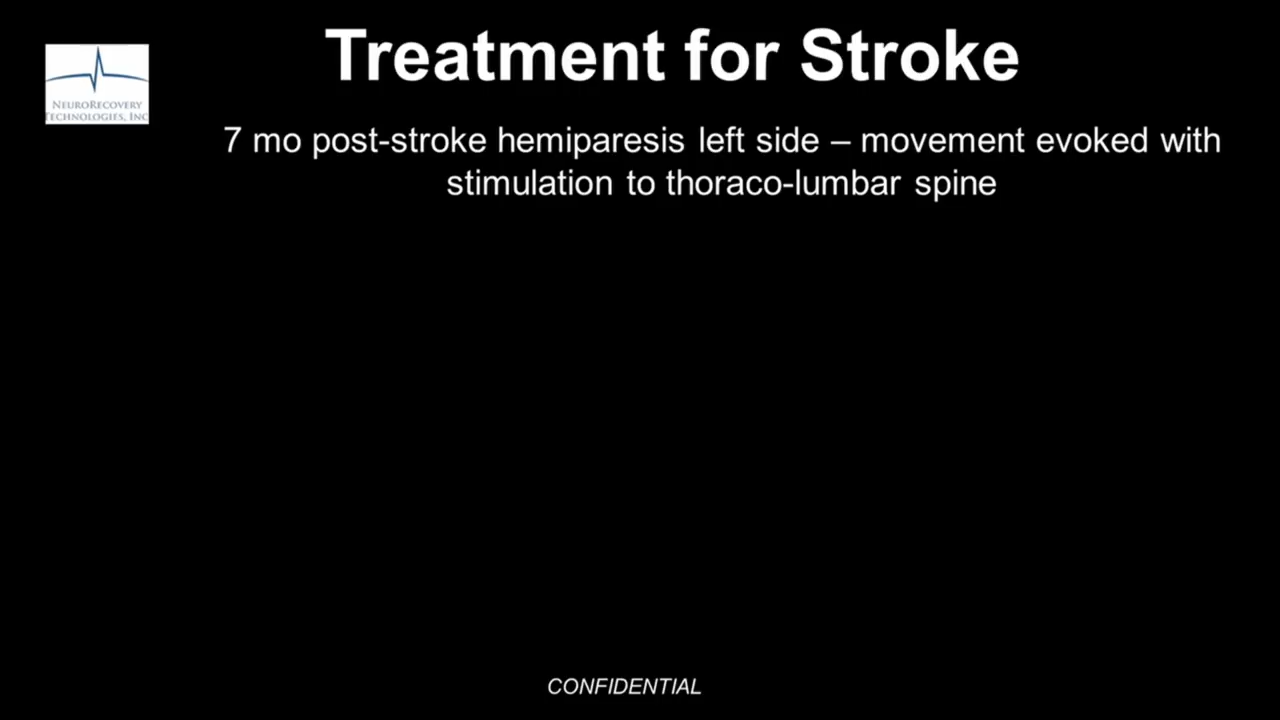 Treatment for Stroke
NEURORECOVERY
TECHNOLOGIES, INC
7 mo post-stroke hemiparesis left side – movement evoked with
stimulation to thoraco-lumbar spine
CONFIDENTIAL